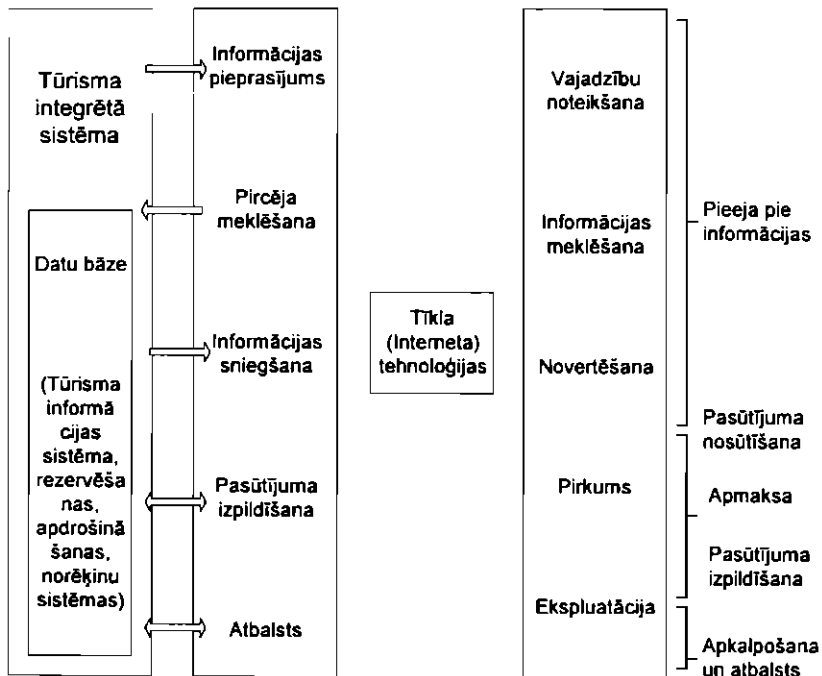 Tūrisma
integrētā
sistēma
Datu bāze
(Tūrisma
informā
cijas
sistēma,
rezervēša
nas,
apdrošinā
šanas,
norēķinu
sistēmas)
Informācijas
pieprasījums
Pircēja
meklēšana
Informācijas
sniegšana
Pasūtījuma
izpildīšana
Atbalsts
Tīkla
(Interneta)
tehnoloģijas
Vajadzību
noteikšana
Informācijas
meklēšana
Novertēšana
Pirkums
Ekspluatācija
Pieeja pie
informācijas
Pasūtījuma
nosūtīšana
Apmaksa
Pasūtījuma
izpildīšana
Apkalpošana
un atbalsts